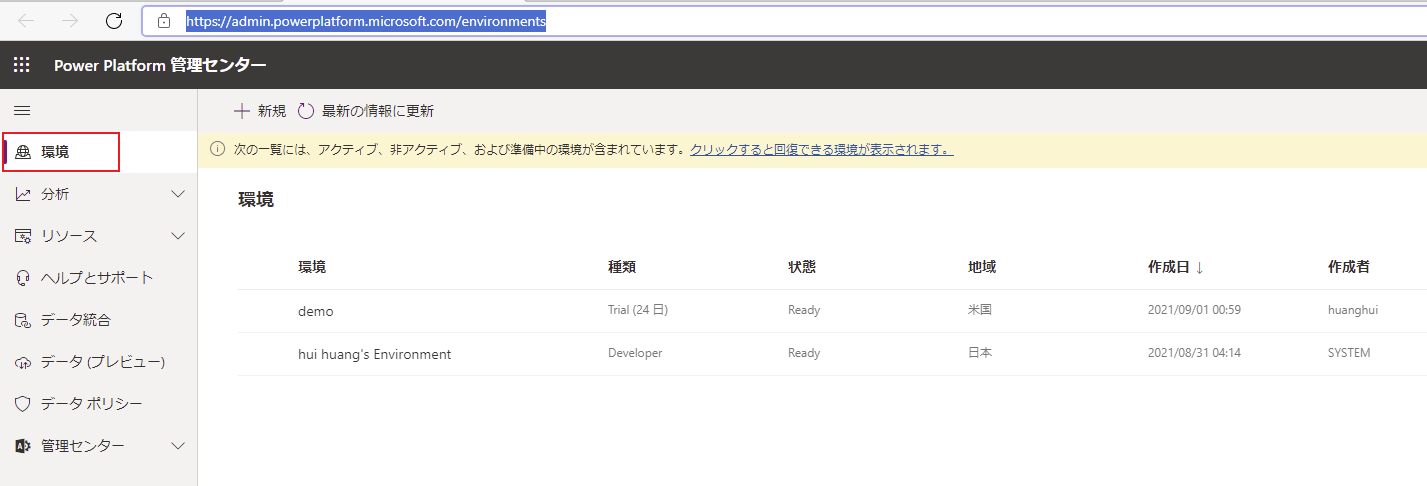 https://admin.powerplatform.microsoft.com/environments
Power Platform 管理センター
新規 最新の情報に更新
環境
次の一覧には、アクティブ、非アクティブ、および準備中の環境が含まれています。クリックすると回復できる環境が表示されます。
分析
リソース
ヘルプとサポート
データ統合
データ (プレビュー)
データ ポリシー
管理センター
環境
環境 種類 状態 地域 作成日 ↓ 作成者
demo Trial (24 日) Ready 米国 2021/09/01 00:59 huanghui
hui huang's Environment Developer Ready 日本 2021/08/31 04:14 SYSTEM